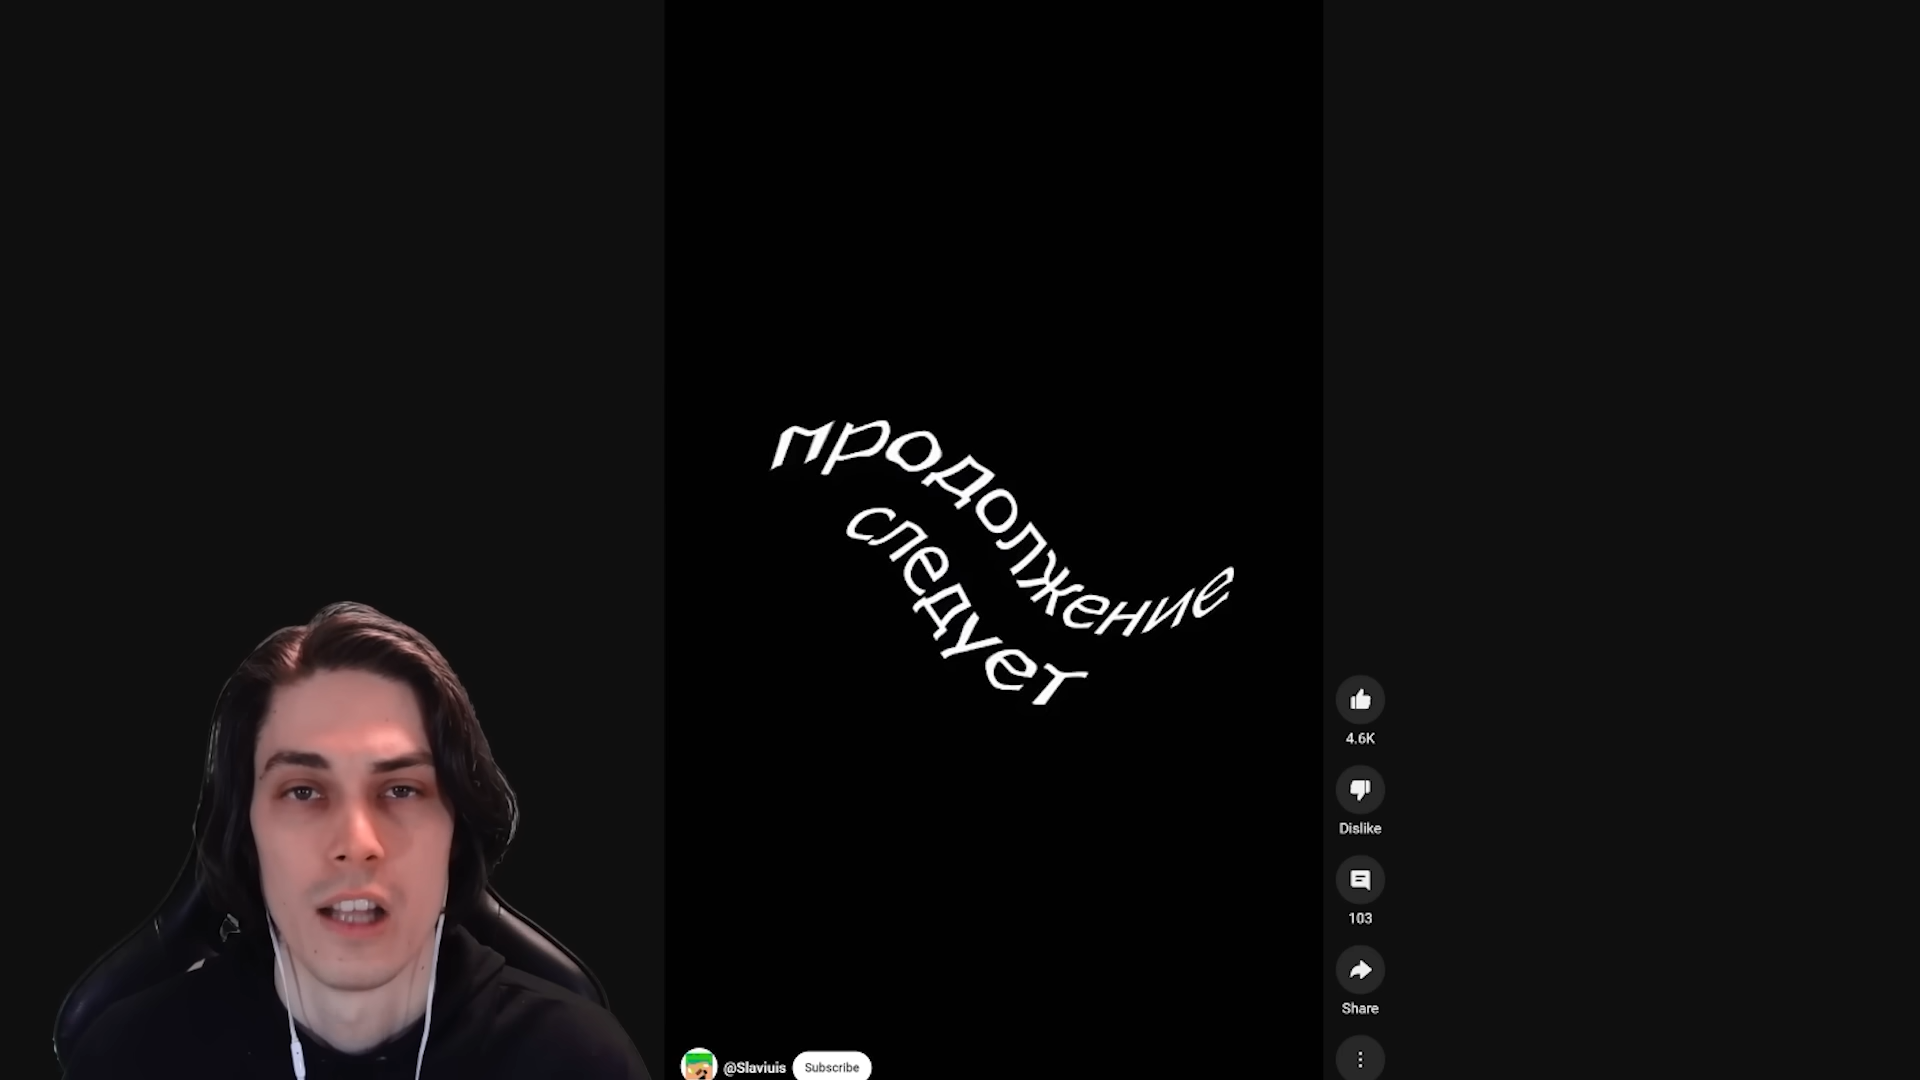 продолжение
следует
4.6K
Dislike
103
Share
@Slaviuis
Subscribe